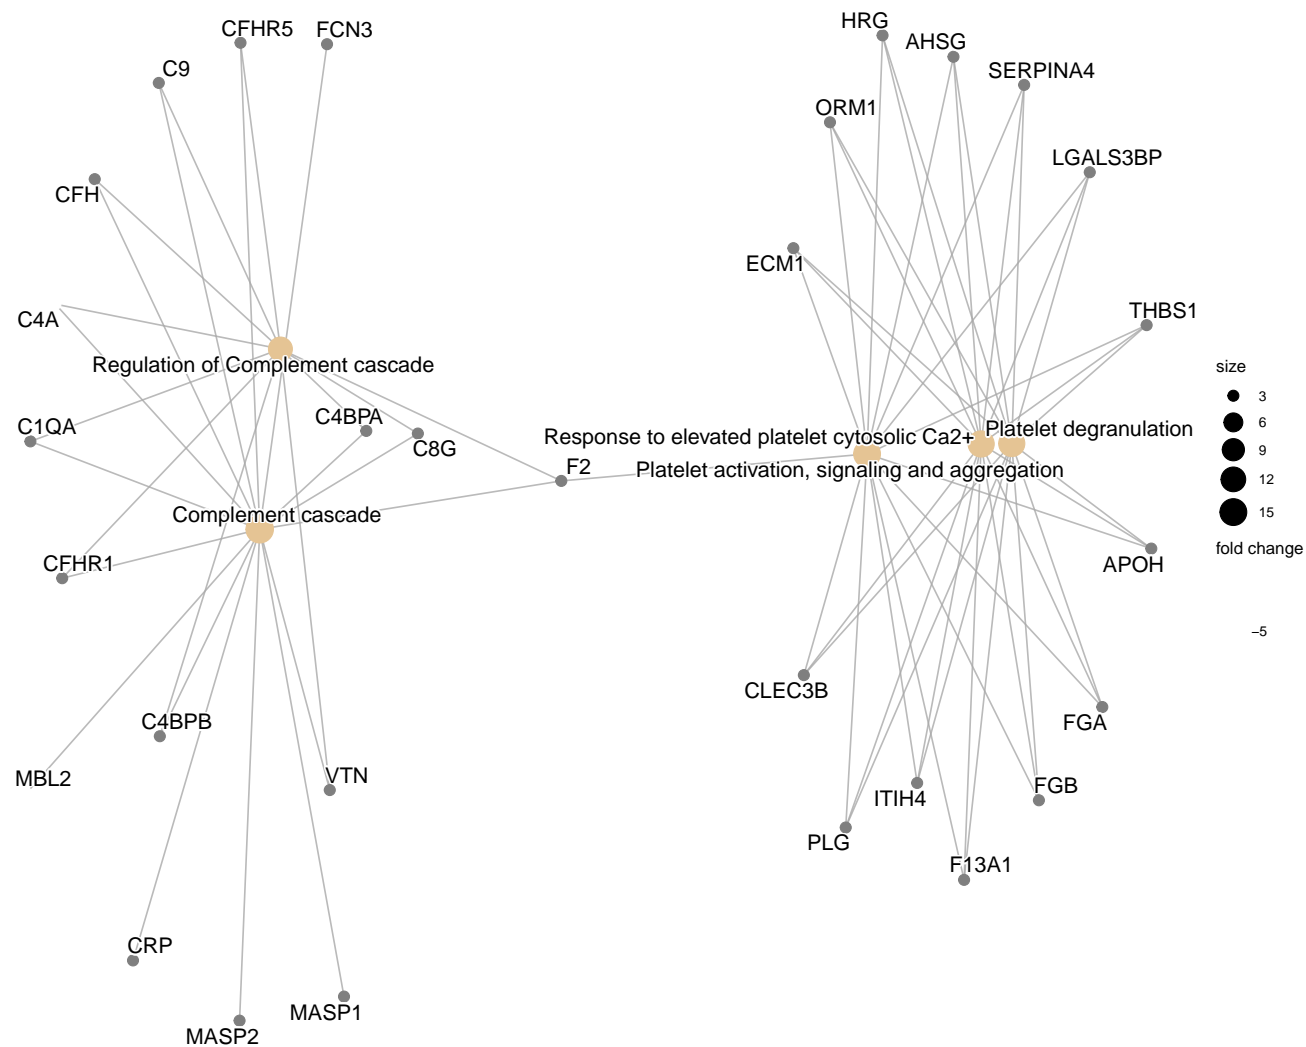 HRG
CFHR5
FCN3
AHSG
C9
SERPINA4
ORM1
LGALS3BP
CFH
ECM1
THBS1
C4A
Regulation of Complement cascade
size
3
C4BPA
C1QA
6
Platelet degranulation
Response to elevated platelet cytosolic Ca2+
C8G
9
F2
Platelet activation, signaling and aggregation
12
Complement cascade
15
fold change
CFHR1
APOH
−5
CLEC3B
C4BPB
FGA
VTN
MBL2
FGB
ITIH4
PLG
F13A1
CRP
MASP1
MASP2